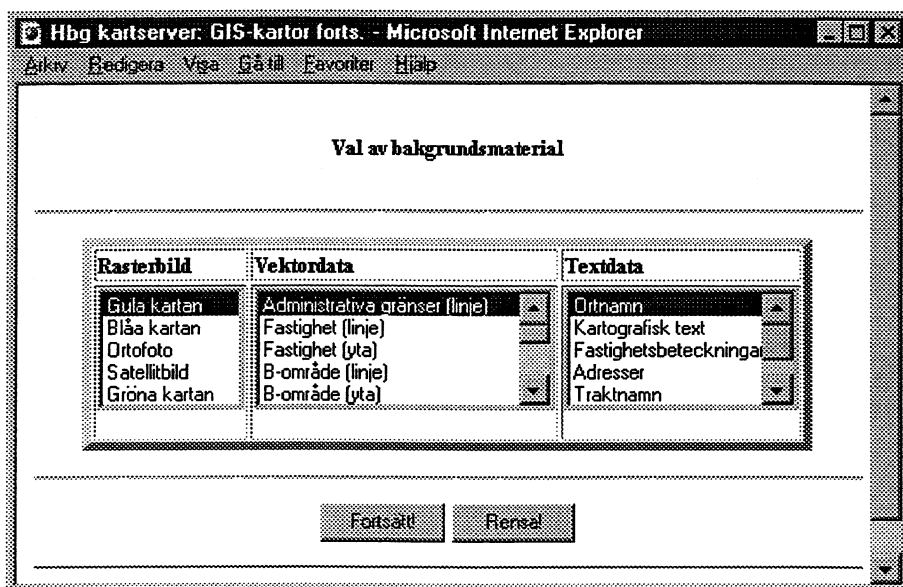 Hbg kartserver: GIS-kartor forts. - Microsoft Internet Explorer
Arkiv Redigera Visa Gå till Favoriter Hjälp
Val av bakgrundsmaterial
Rasterbild Vektordata Textdata
Gula kartan Administrativa gränser (linje) Ortnamn
Blåa kartan Fastighet (linje) Kartografisk text
Ortofoto Fastighet (yta) Fastighetsbeteckningar
Satellitbild B-område (linje) Adresser
Gröna kartan B-område (yta) Traktnamn
Fortsätt! Rensa!